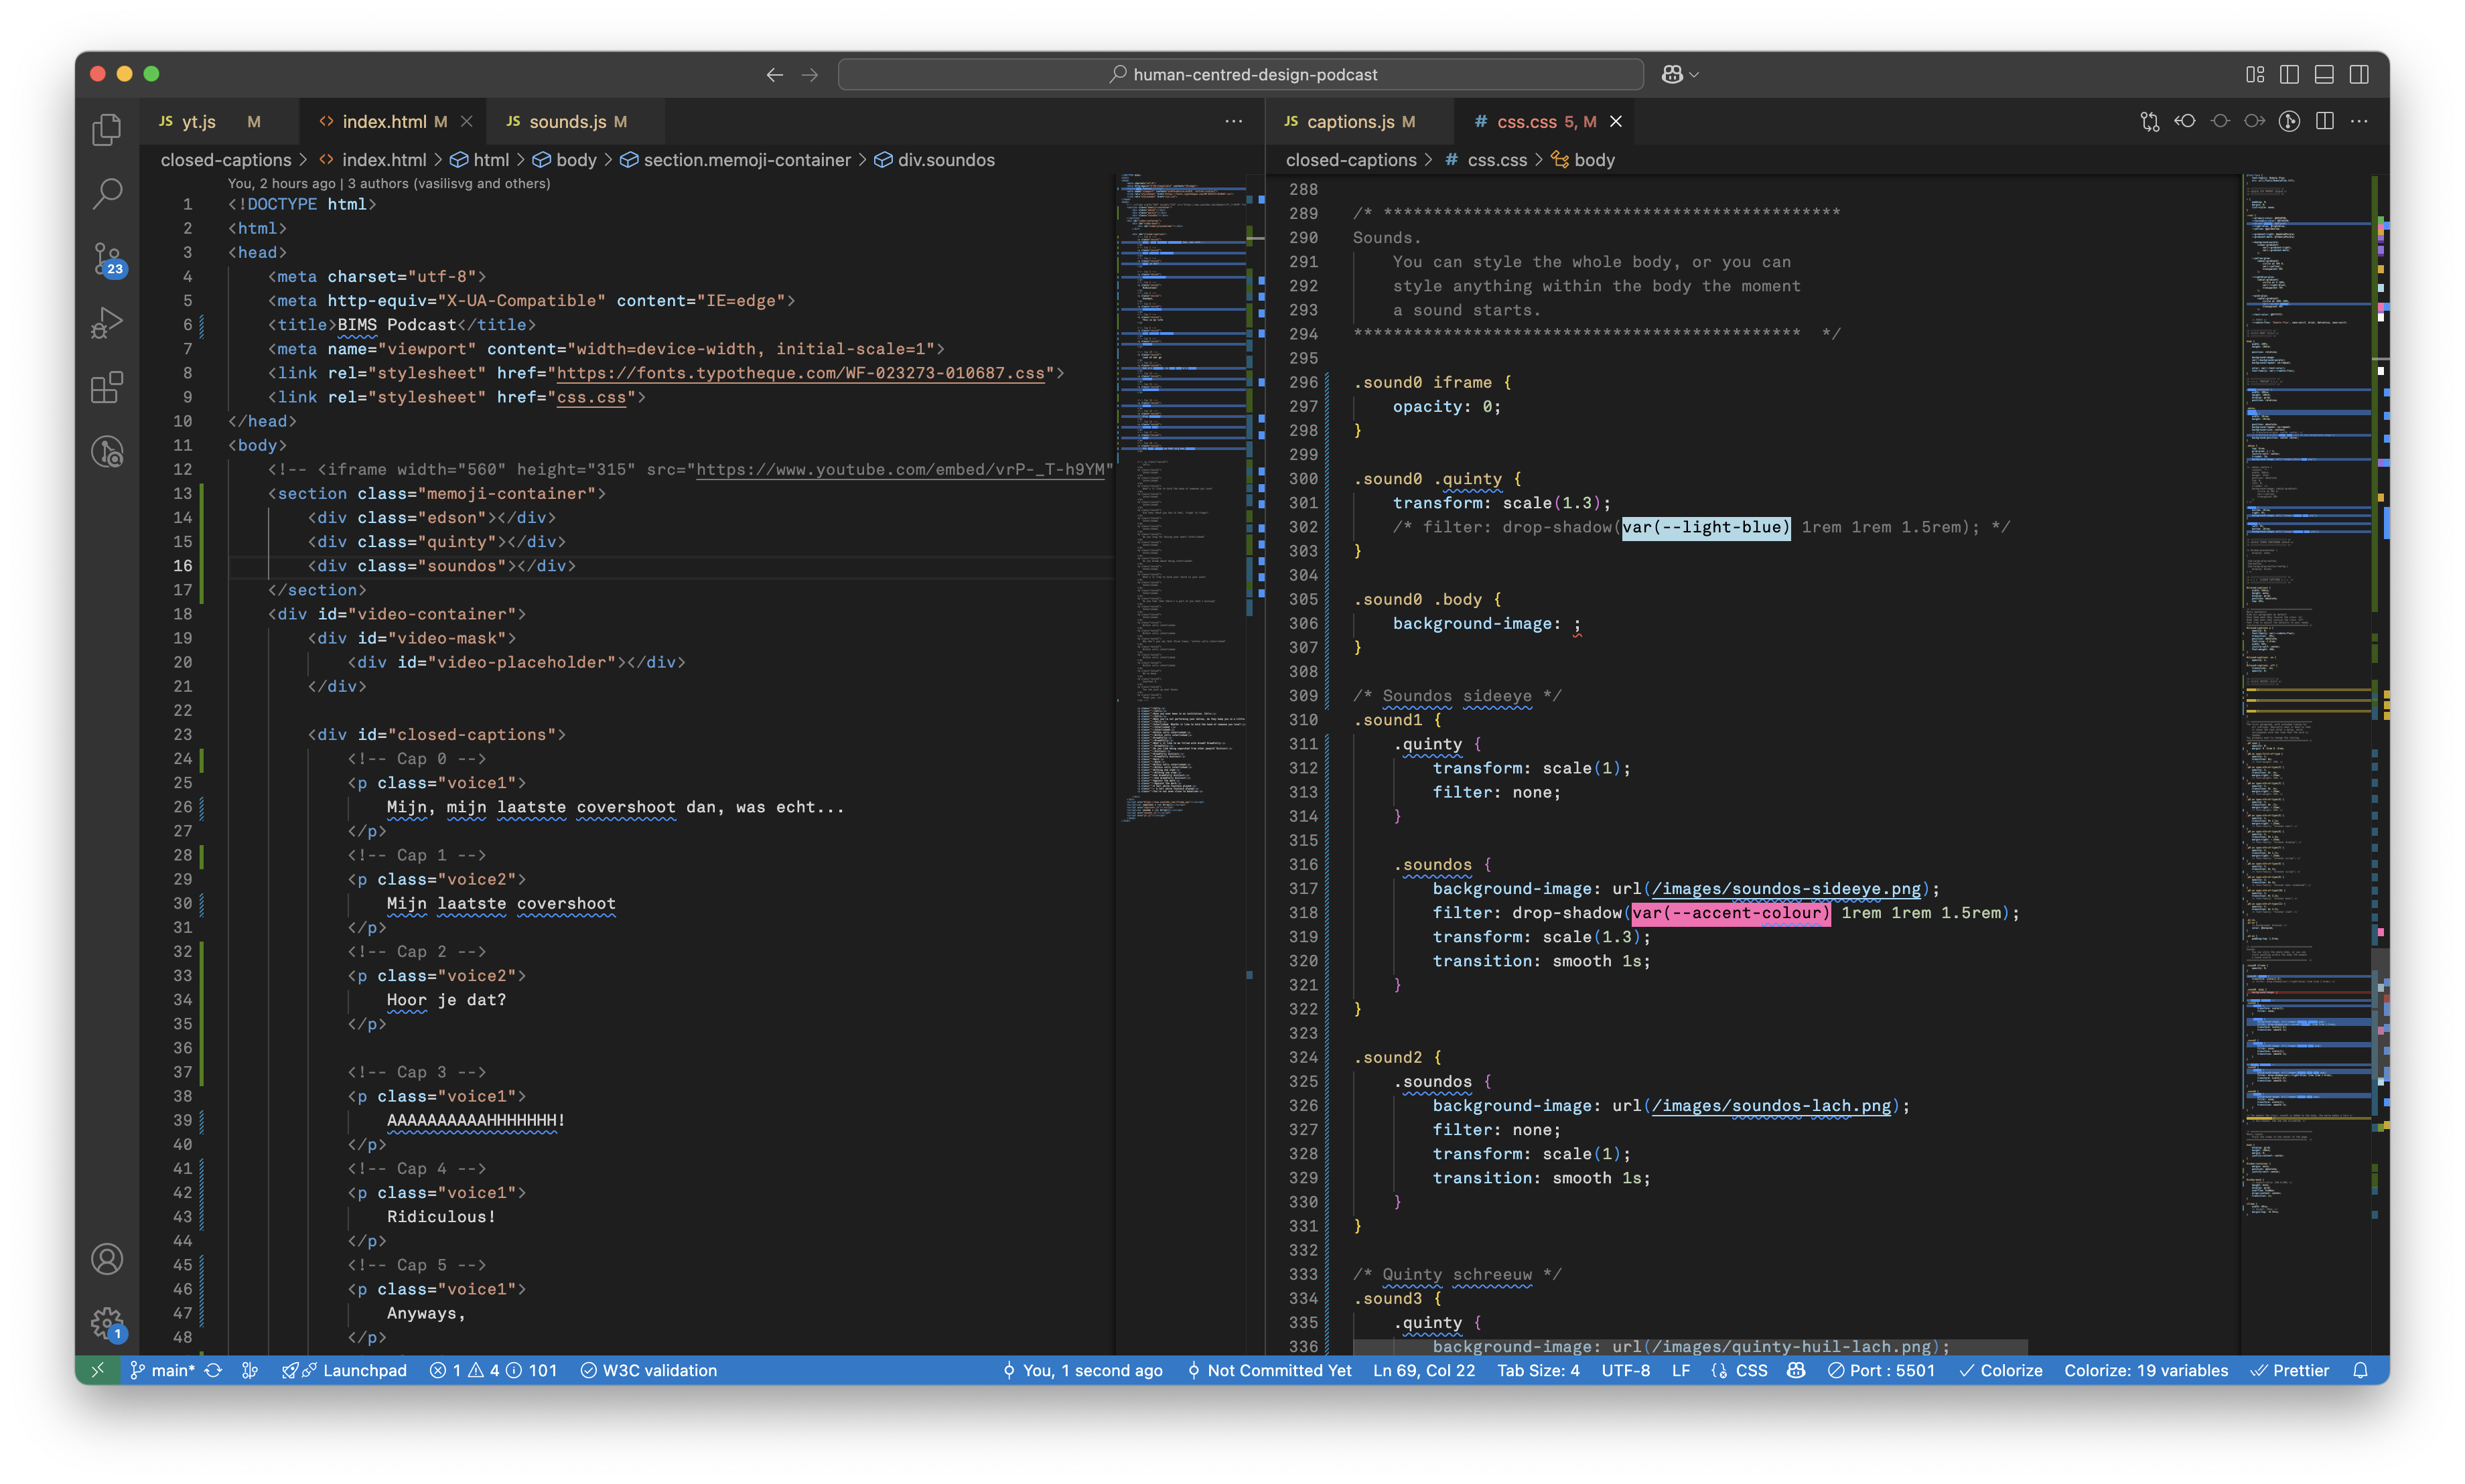 human-centred-design-podcast
JS yt.js M
<> index.html M
JS sounds.js M
JS captions.js M
# css.css 5, M
closed-captions > <> index.html > html > body > section.memoji-container > div.soundos
closed-captions > # css.css > body
23
1
You, 2 hours ago | 3 authors (vasilisvg and others)
1 <!DOCTYPE html>
2 <html>
3 <head>
4 <meta charset="utf-8">
5 <meta http-equiv="X-UA-Compatible" content="IE=edge">
6 <title>BIMS Podcast</title>
7 <meta name="viewport" content="width=device-width, initial-scale=1">
8 <link rel="stylesheet" href="https://fonts.typotheque.com/WF-023273-010687.css">
9 <link rel="stylesheet" href="css.css">
10 </head>
11 <body>
12 <!-- <iframe width="560" height="315" src="https://www.youtube.com/embed/vrP-_T-h9YM"
13 <section class="memoji-container">
14 <div class="edson"></div>
15 <div class="quinty"></div>
16 <div class="soundos"></div>
17 </section>
18 <div id="video-container">
19 <div id="video-mask">
20 <div id="video-placeholder"></div>
21 </div>
22
23 <div id="closed-captions">
24 <!-- Cap 0 -->
25 <p class="voice1">
26 Mijn, mijn laatste covershoot dan, was echt...
27 </p>
28 <!-- Cap 1 -->
29 <p class="voice2">
30 Mijn laatste covershoot
31 </p>
32 <!-- Cap 2 -->
33 <p class="voice2">
34 Hoor je dat?
35 </p>
36
37 <!-- Cap 3 -->
38 <p class="voice1">
39 AAAAAAAAAAHHHHHHH!
40 </p>
41 <!-- Cap 4 -->
42 <p class="voice1">
43 Ridiculous!
44 </p>
45 <!-- Cap 5 -->
46 <p class="voice1">
47 Anyways,
48 </p>
288
289 /* **********************************************
290 Sounds.
291 You can style the whole body, or you can
292 style anything within the body the moment
293 a sound starts.
294 ********************************************* */
295
296 .sound0 iframe {
297 opacity: 0;
298 }
299
300 .sound0 .quinty {
301 transform: scale(1.3);
302 /* filter: drop-shadow(var(--light-blue) 1rem 1rem 1.5rem); */
303 }
304
305 .sound0 .body {
306 background-image: ;
307 }
308
309 /* Soundos sideeye */
310 .sound1 {
311 .quinty {
312 transform: scale(1);
313 filter: none;
314 }
315
316 .soundos {
317 background-image: url(/images/soundos-sideeye.png);
318 filter: drop-shadow(var(--accent-colour) 1rem 1rem 1.5rem);
319 transform: scale(1.3);
320 transition: smooth 1s;
321 }
322 }
323
324 .sound2 {
325 .soundos {
326 background-image: url(/images/soundos-lach.png);
327 filter: none;
328 transform: scale(1);
329 transition: smooth 1s;
330 }
331 }
332
333 /* Quinty schreeuw */
334 .sound3 {
335 .quinty {
336 background-image: url(/images/quinty-huil-lach.png);
main* Launchpad 1 4 101 W3C validation You, 1 second ago Not Committed Yet Ln 69, Col 22 Tab Size: 4 UTF-8 LF CSS Port : 5501 Colorize Colorize: 19 variables Prettier